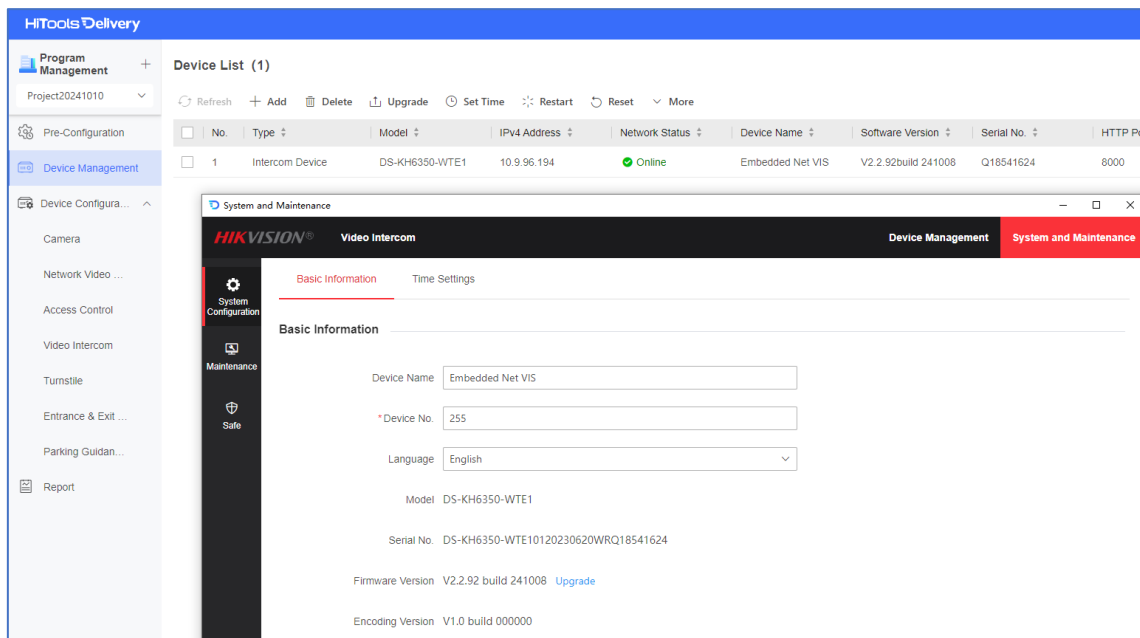 HiTools Delivery
Program Management +
Project20241010
Pre-Configuration
Device Management
Device Configura...
Camera
Network Video ...
Access Control
Video Intercom
Turnstile
Entrance & Exit ...
Parking Guidan...
Report
Device List (1)
Refresh + Add Delete Upgrade Set Time Restart Reset More
No. Type Model IPv4 Address Network Status Device Name Software Version Serial No. HTTP Po
1 Intercom Device DS-KH6350-WTE1 10.9.96.194 Online Embedded Net VIS V2.2.92build 241008 Q18541624 8000
System and Maintenance
HIKVISION® Video Intercom Device Management System and Maintenance
System Configuration
Maintenance
Safe
Basic Information Time Settings
Basic Information
Device Name Embedded Net VIS
*Device No. 255
Language English
Model DS-KH6350-WTE1
Serial No. DS-KH6350-WTE10120230620WRQ18541624
Firmware Version V2.2.92 build 241008 Upgrade
Encoding Version V1.0 build 000000